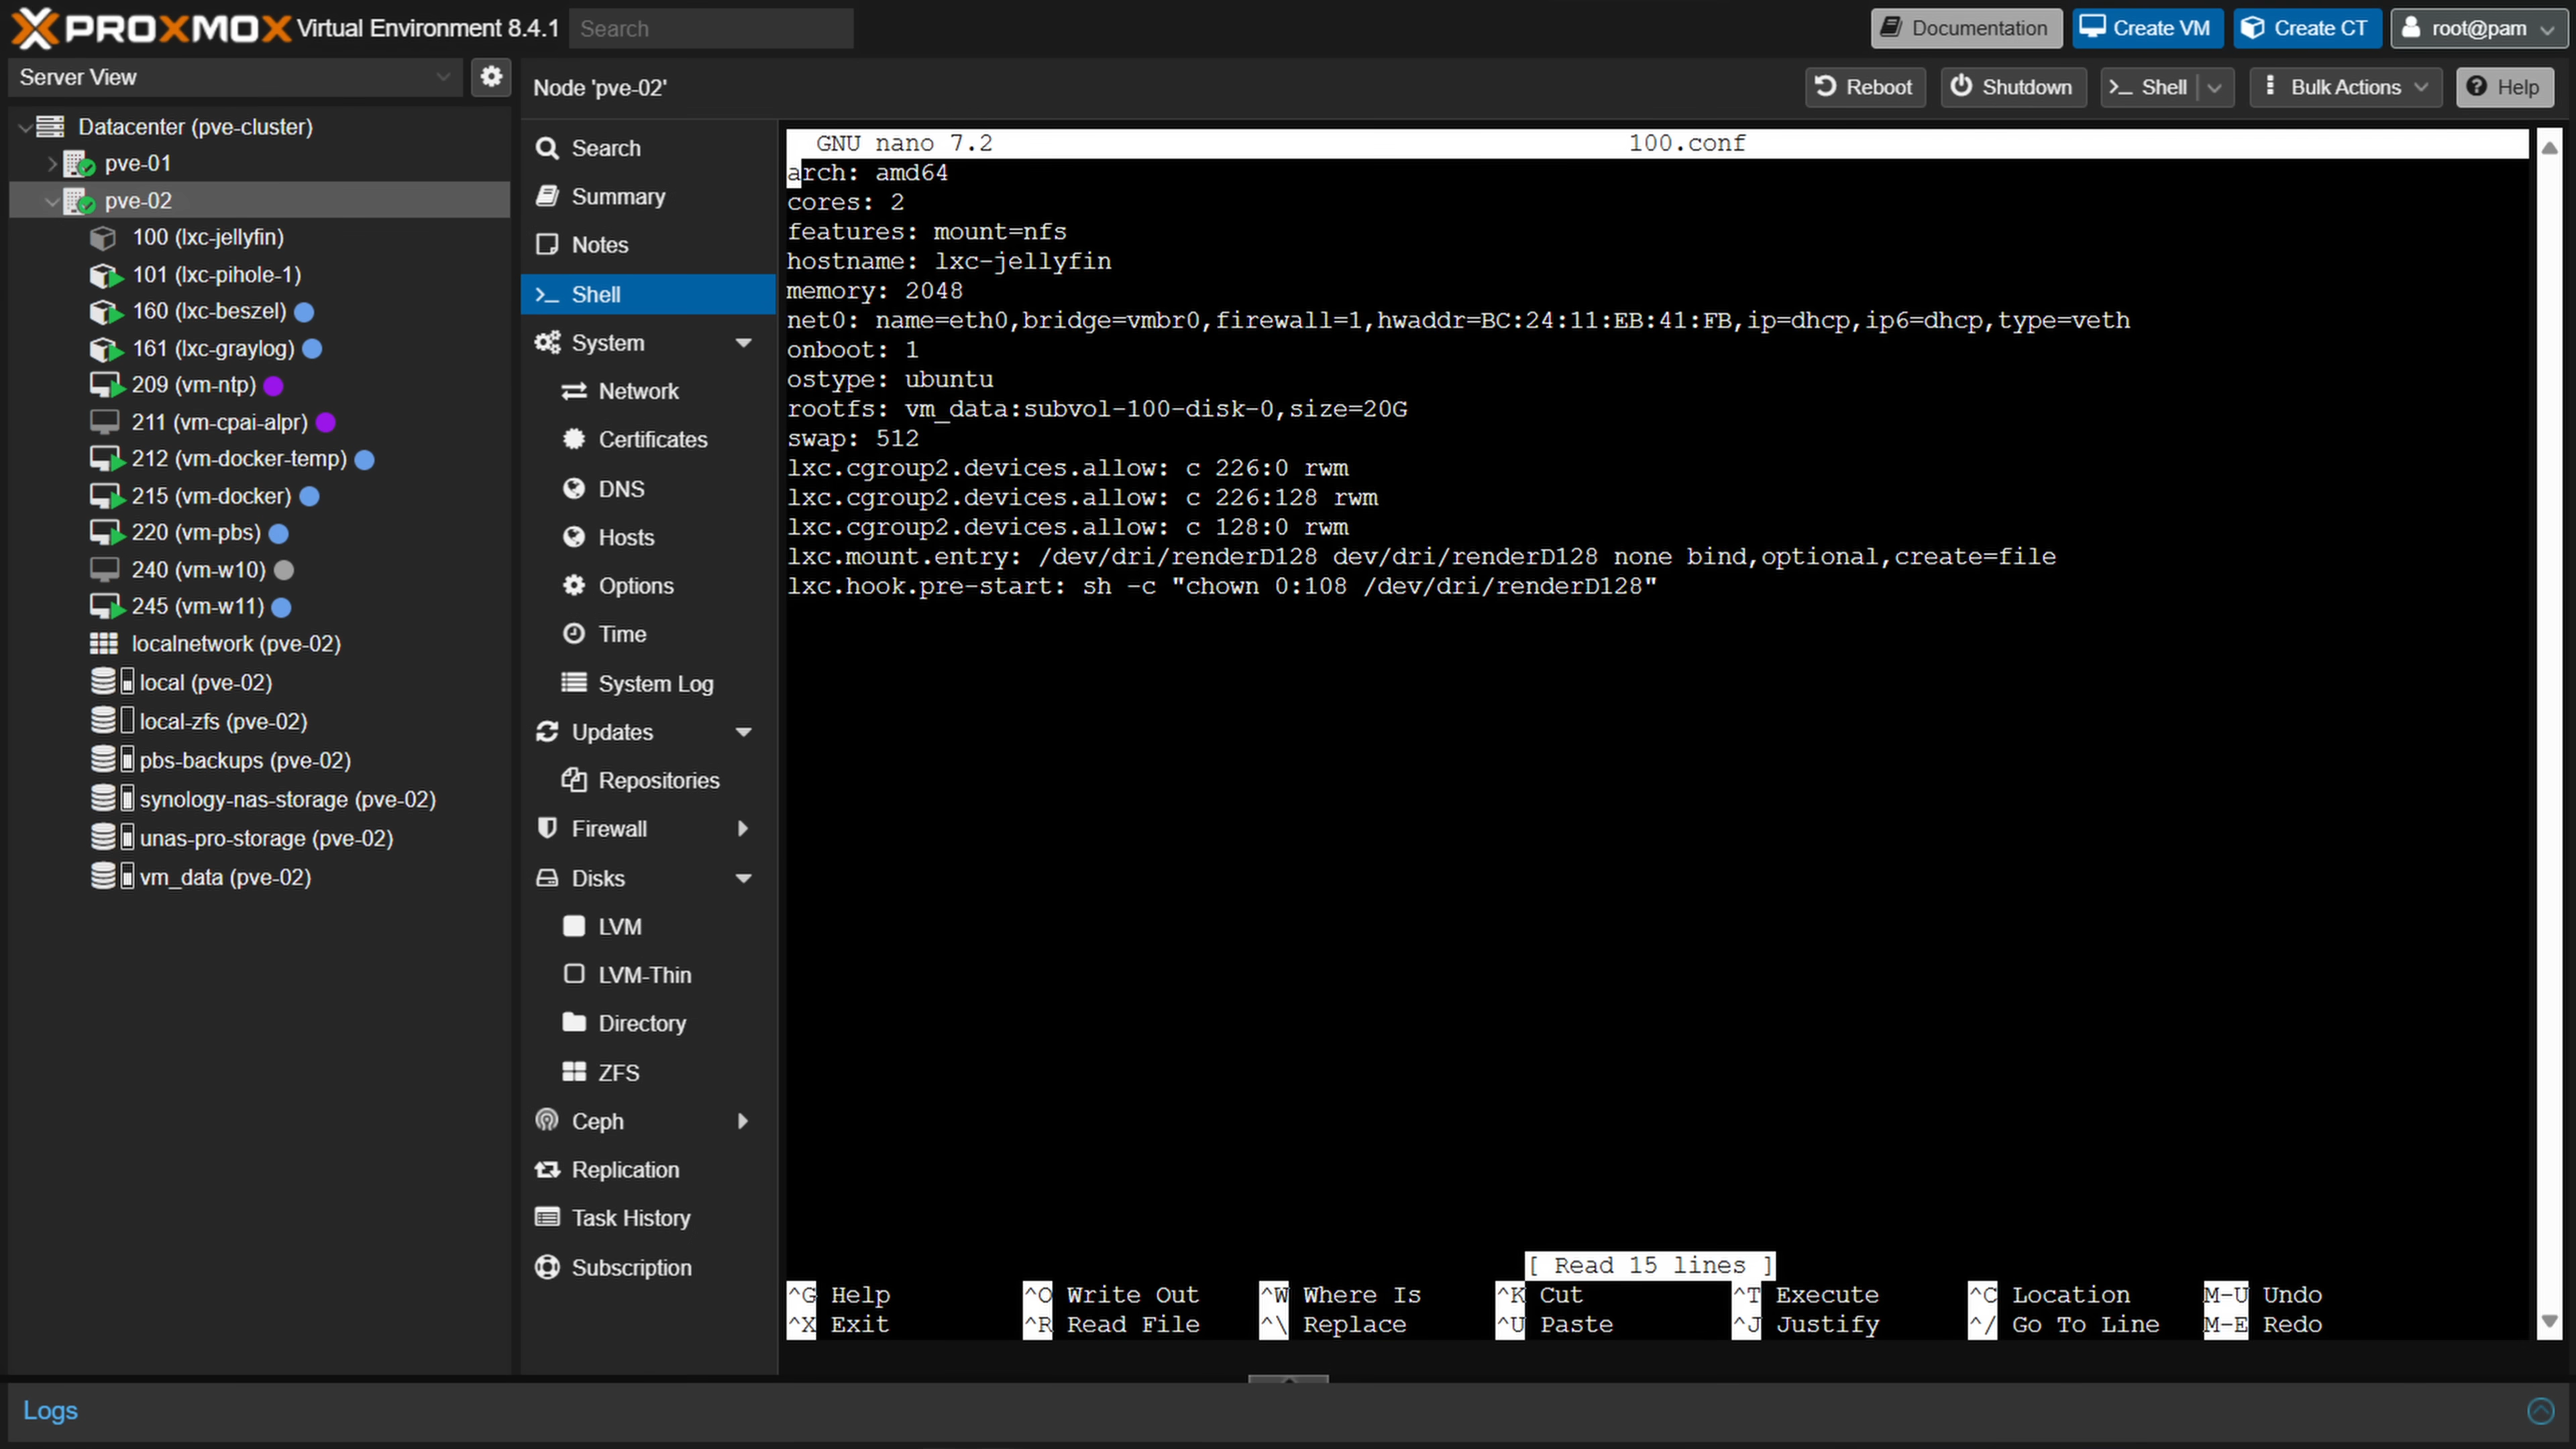 PROXMOX Virtual Environment 8.4.1 Search
Documentation Create VM Create CT root@pam
Server View
Node 'pve-02'
Reboot Shutdown Shell Bulk Actions Help
Datacenter (pve-cluster)
pve-01
pve-02
100 (lxc-jellyfin)
101 (lxc-pihole-1)
160 (lxc-beszel)
161 (lxc-graylog)
209 (vm-ntp)
211 (vm-cpai-alpr)
212 (vm-docker-temp)
215 (vm-docker)
220 (vm-pbs)
240 (vm-w10)
245 (vm-w11)
localnetwork (pve-02)
local (pve-02)
local-zfs (pve-02)
pbs-backups (pve-02)
synology-nas-storage (pve-02)
unas-pro-storage (pve-02)
vm_data (pve-02)
Search
Summary
Notes
Shell
System
Network
Certificates
DNS
Hosts
Options
Time
System Log
Updates
Repositories
Firewall
Disks
LVM
LVM-Thin
Directory
ZFS
Ceph
Replication
Task History
Subscription
GNU nano 7.2 100.conf
arch: amd64
cores: 2
features: mount=nfs
hostname: lxc-jellyfin
memory: 2048
net0: name=eth0,bridge=vmbr0,firewall=1,hwaddr=BC:24:11:EB:41:FB,ip=dhcp,ip6=dhcp,type=veth
onboot: 1
ostype: ubuntu
rootfs: vm_data:subvol-100-disk-0,size=20G
swap: 512
lxc.cgroup2.devices.allow: c 226:0 rwm
lxc.cgroup2.devices.allow: c 226:128 rwm
lxc.cgroup2.devices.allow: c 128:0 rwm
lxc.mount.entry: /dev/dri/renderD128 dev/dri/renderD128 none bind,optional,create=file
lxc.hook.pre-start: sh -c "chown 0:108 /dev/dri/renderD128"
[ Read 15 lines ]
^G Help ^O Write Out ^W Where Is ^K Cut ^T Execute ^C Location M-U Undo
^X Exit ^R Read File ^\ Replace ^U Paste ^J Justify ^/ Go To Line M-E Redo
Logs